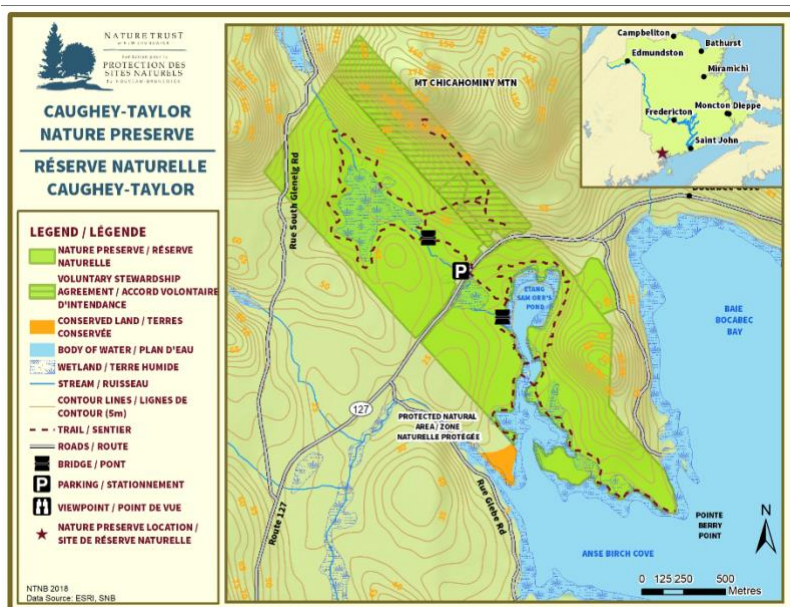 NATURE TRUST
PROTECTION DES
SITES NATURELS
CAUGHEY-TAYLOR
NATURE PRESERVE
RÉSERVE NATURELLE
CAUGHEY-TAYLOR
LEGEND / LÉGENDE
NATURE PRESERVE / RÉSERVE
NATURELLE
VOLUNTARY STEWARDSHIP
AGREEMENT / ACCORD VOLONTAIRE
D'INTENDANCE
CONSERVED LAND / TERRES
CONSERVÉE
BODY OF WATER / PLAN D'EAU
WETLAND / TERRE HUMIDE
STREAM / RUISSEAU
CONTOUR LINES / LIGNES DE
CONTOUR (5m)
TRAIL / SENTIER
ROADS / ROUTE
BRIDGE / PONT
P PARKING / STATIONNEMENT
VIEWPOINT / POINT DE VUE
NATURE PRESERVE LOCATION /
SITE DE RÉSERVE NATURELLE
NTNB 2018
Data Source: ESRI, SNB
MT CHICAHOMINY MTN
Rue South Glenelg Rd
P
ETANG
SAM ORR'S
POND
BAIE
BOCABEC
BAY
127
PROTECTED NATURAL
AREA / ZONE
NATURELLE PROTÉGÉE
Route 127
Rue Glebe Rd
POINTE
BERRY
POINT
ANSE BIRCH COVE
N
0 125 250 500
Metres
Campbellton
Edmundston
Bathurst
Miramichi
Fredericton
Moncton Dieppe
Saint John